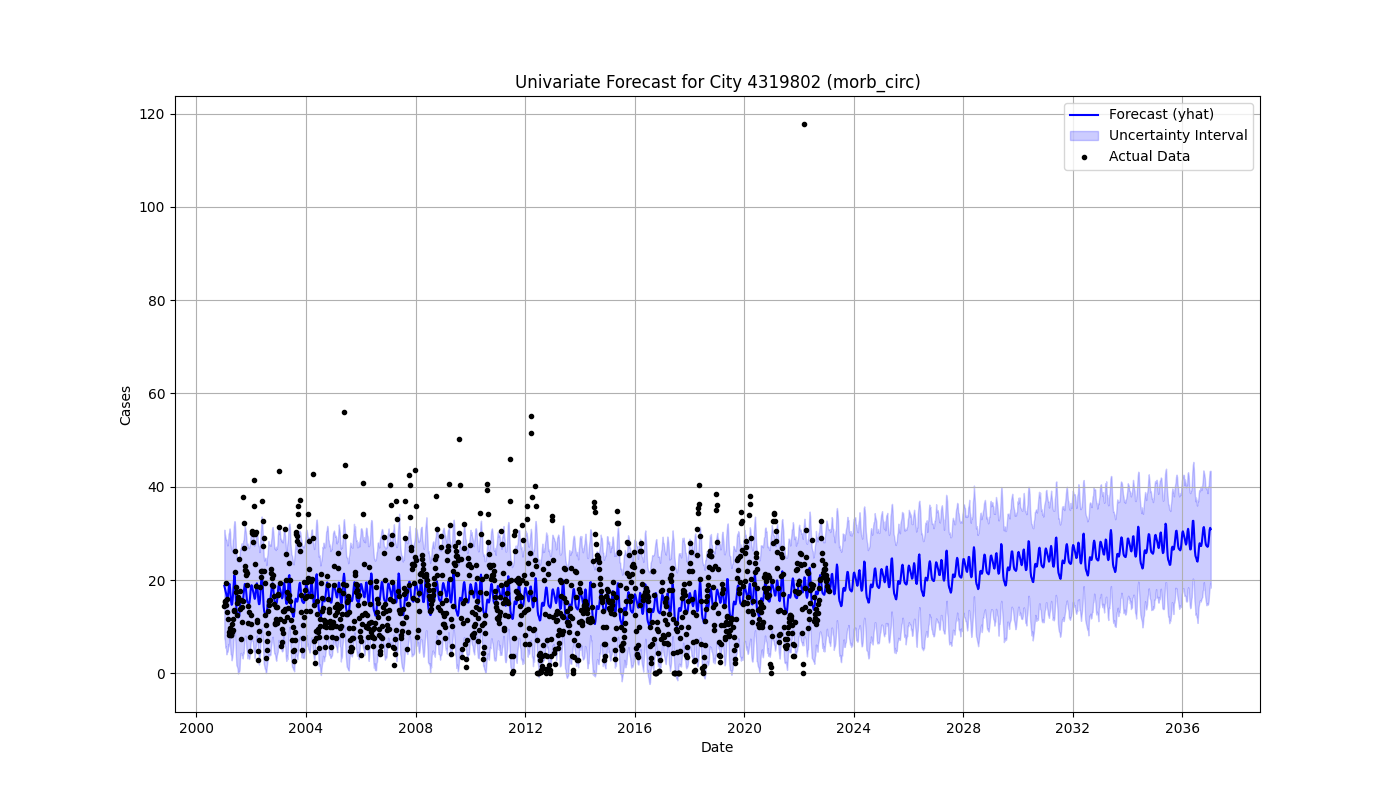 Univariate Forecast for City 4319802 (morb_circ)
Forecast (yhat)
Uncertainty Interval
Actual Data
120
100
80
60
40
20
0
Cases
2000 2004 2008 2012 2016 2020 2024 2028 2032 2036
Date